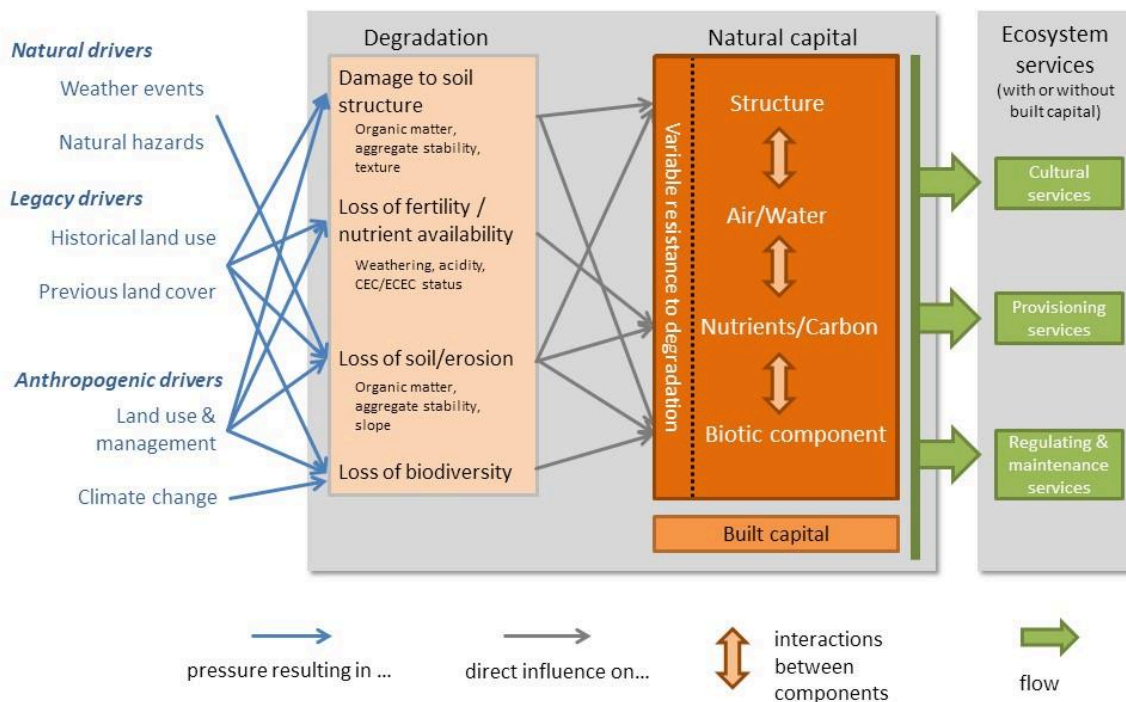 Natural drivers
Weather events
Natural hazards
Legacy drivers
Historical land use
Previous land cover
Anthropogenic drivers
Land use &
management
Climate change
Degradation
Damage to soil
structure
Organic matter,
aggregate stability,
texture
Loss of fertility /
nutrient availability
Weathering, acidity,
CEC/ECEC status
Loss of soil/erosion
Organic matter,
aggregate stability,
slope
Loss of biodiversity
Natural capital
Variable resistance to degradation
Structure
Air/Water
Nutrients/Carbon
Biotic component
Built capital
Ecosystem
services
(with or without
built capital)
Cultural
services
Provisioning
services
Regulating &
maintenance
services
pressure resulting in ...
direct influence on...
interactions
between
components
flow